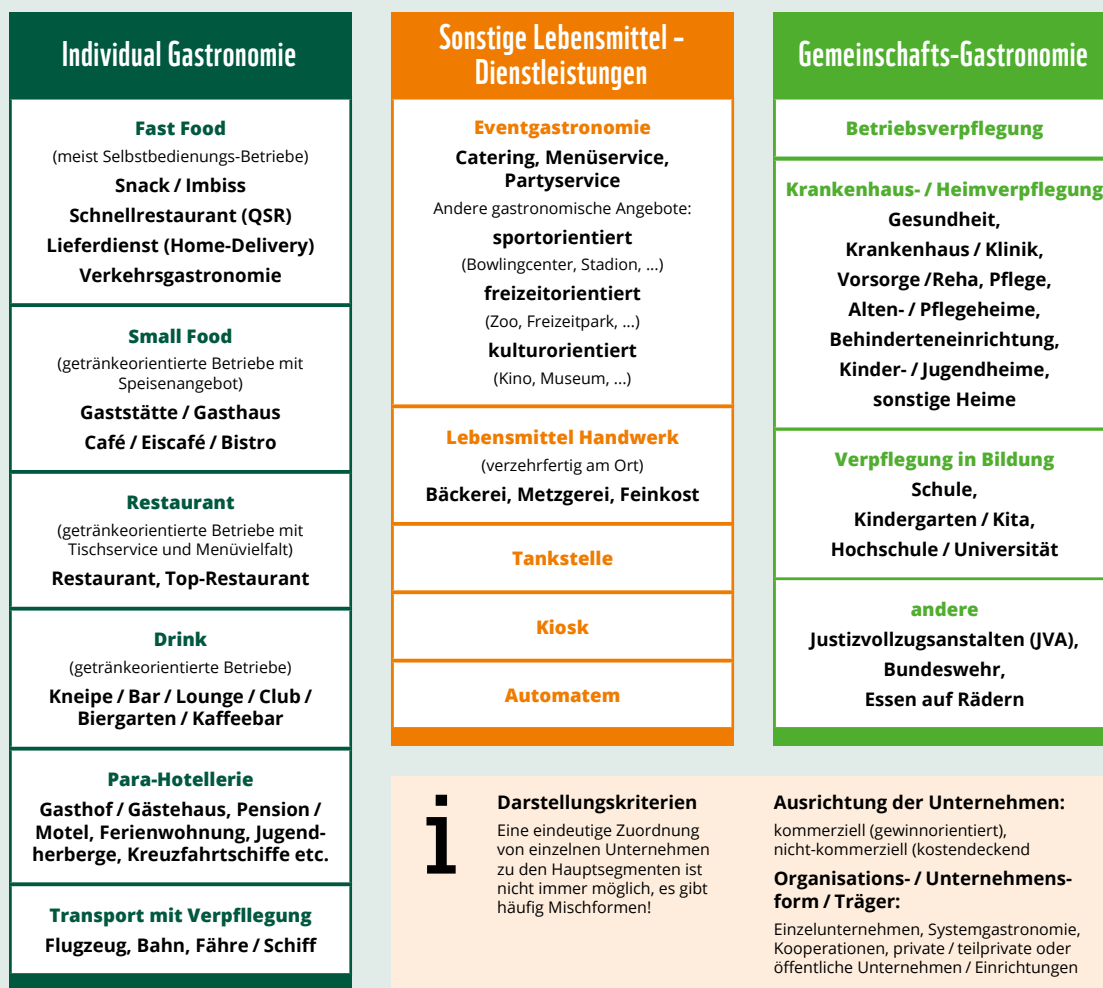 Individual Gastronomie
Fast Food
(meist Selbstbedienungs-Betriebe)
Snack / Imbiss
Schnellrestaurant (QSR)
Lieferdienst (Home-Delivery)
Verkehrsgastronomie
Small Food
(getränkeorientierte Betriebe mit
Speisenangebot)
Gaststätte / Gasthaus
Café / Eiscafé / Bistro
Restaurant
(getränkeorientierte Betriebe mit
Tischservice und Menüvielfalt)
Restaurant, Top-Restaurant
Drink
(getränkeorientierte Betriebe)
Kneipe / Bar / Lounge / Club /
Biergarten / Kaffeebar
Para-Hotellerie
Gasthof / Gästehaus, Pension /
Motel, Ferienwohnung, Jugend-
herberge, Kreuzfahrtschiffe etc.
Transport mit Verpfllegung
Flugzeug, Bahn, Fähre / Schiff
Sonstige Lebensmittel -
Dienstleistungen
Eventgastronomie
Catering, Menüservice,
Partyservice
Andere gastronomische Angebote:
sportorientiert
(Bowlingcenter, Stadion, ...)
freizeitorientiert
(Zoo, Freizeitpark, ...)
kulturorientiert
(Kino, Museum, ...)
Lebensmittel Handwerk
(verzehrfertig am Ort)
Bäckerei, Metzgerei, Feinkost
Tankstelle
Kiosk
Automatem
Gemeinschafts-Gastronomie
Betriebsverpflegung
Krankenhaus- / Heimverpflegung
Gesundheit,
Krankenhaus / Klinik,
Vorsorge /Reha, Pflege,
Alten- / Pflegeheime,
Behinderteneinrichtung,
Kinder- / Jugendheime,
sonstige Heime
Verpflegung in Bildung
Schule,
Kindergarten / Kita,
Hochschule / Universität
andere
Justizvollzugsanstalten (JVA),
Bundeswehr,
Essen auf Rädern
i
Darstellungskriterien
Eine eindeutige Zuordnung
von einzelnen Unternehmen
zu den Hauptsegmenten ist
nicht immer möglich, es gibt
häufig Mischformen!
Ausrichtung der Unternehmen:
kommerziell (gewinnorientiert),
nicht-kommerziell (kostendeckend
Organisations- / Unternehmens-
form / Träger:
Einzelunternehmen, Systemgastronomie,
Kooperationen, private / teilprivate oder
öffentliche Unternehmen / Einrichtungen